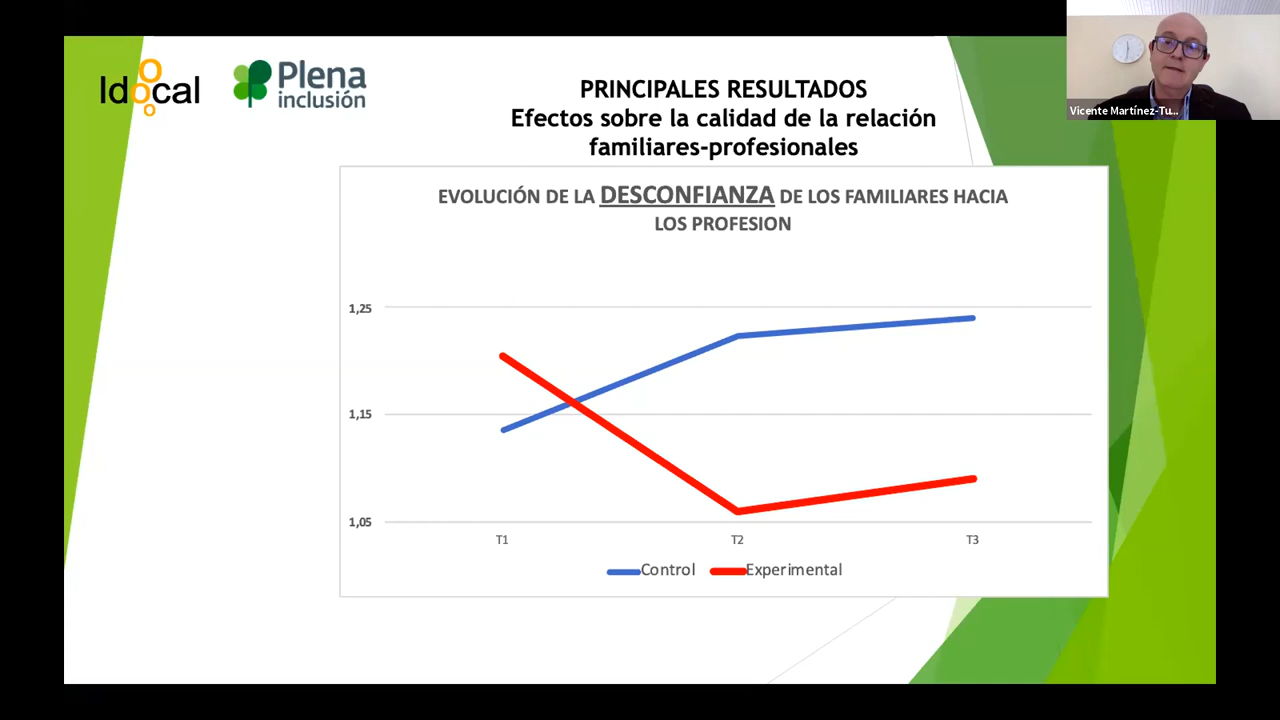 Idocal
Plena
inclusión
PRINCIPALES RESULTADOS
Efectos sobre la calidad de la relación
familiares-profesionales
Vicente Martínez-Tu...
EVOLUCIÓN DE LA DESCONFIANZA DE LOS FAMILIARES HACIA
LOS PROFESION
1,25
1,15
1,05
T1 T2 T3
Control Experimental